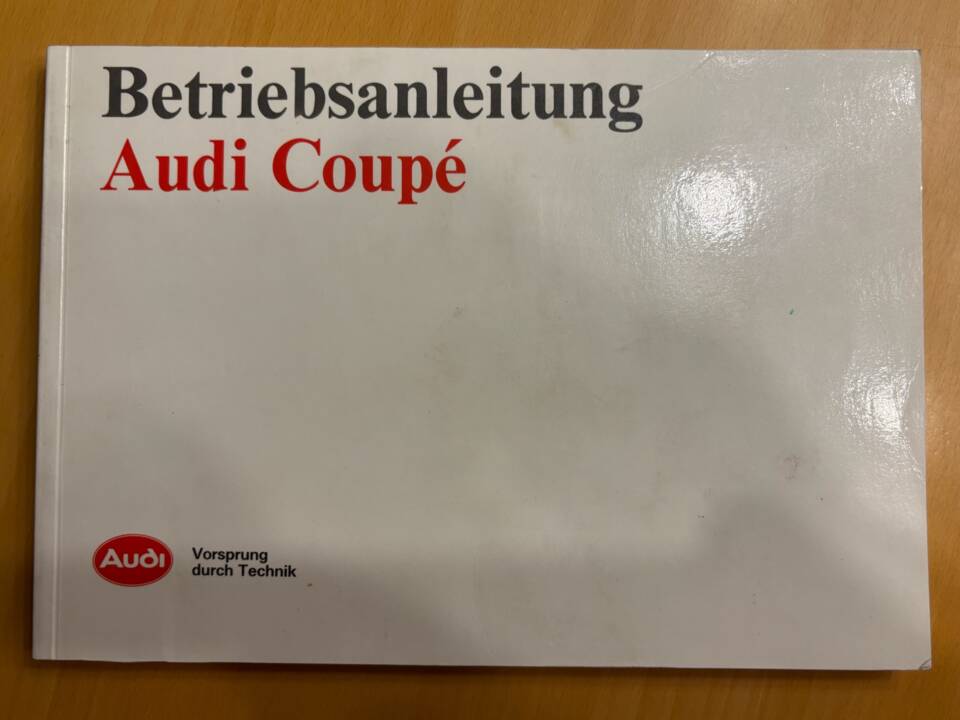 Betriebsanleitung
Audi Coupé
Audi
Vorsprung
durch Technik